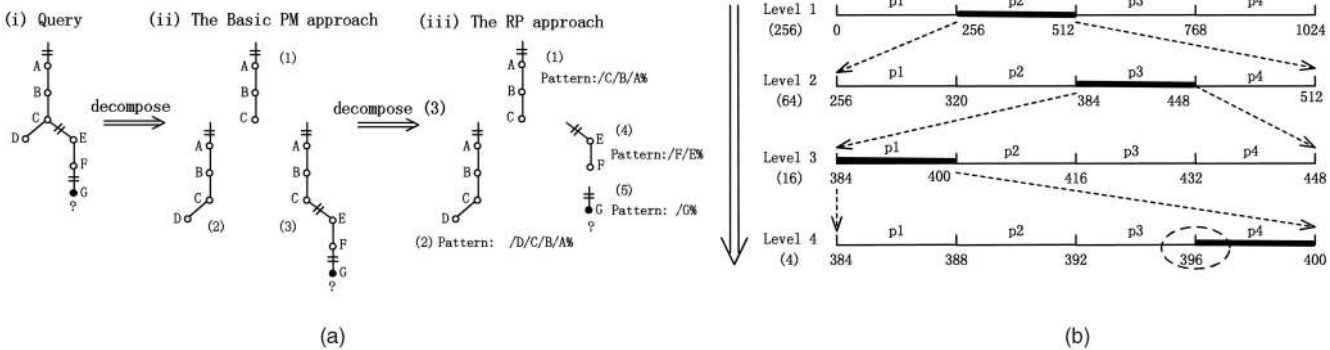 (i) Query
(ii) The Basic PM approach
(iii) The RP approach
A
B
C
D
E
F
G
?
decompose
A
B
C
(1)
A
B
C
D
(2)
A
B
C
E
F
G
?
(3)
decompose (3)
A
B
C
(1)
Pattern:/C/B/A%
A
B
C
D
(2) Pattern: /D/C/B/A%
E
F
(4)
Pattern:/F/E%
G
?
(5)
Pattern: /G%
(a)
Level 1
(256)
p1 p2 p3 p4
0 256 512 768 1024
Level 2
(64)
p1 p2 p3 p4
256 320 384 448 512
Level 3
(16)
p1 p2 p3 p4
384 400 416 432 448
Level 4
(4)
p1 p2 p3 p4
384 388 392 396 400
(b)